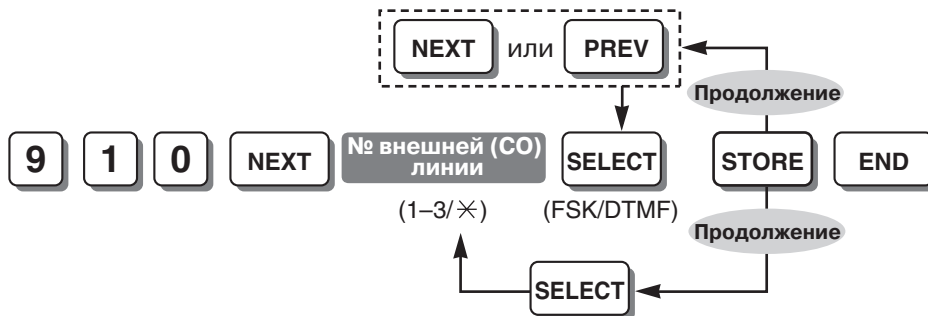 NEXT или PREV
Продолжение
9 1 0 NEXT № внешней (CO) линии SELECT STORE END
(1–3/✳) (FSK/DTMF)
Продолжение
SELECT